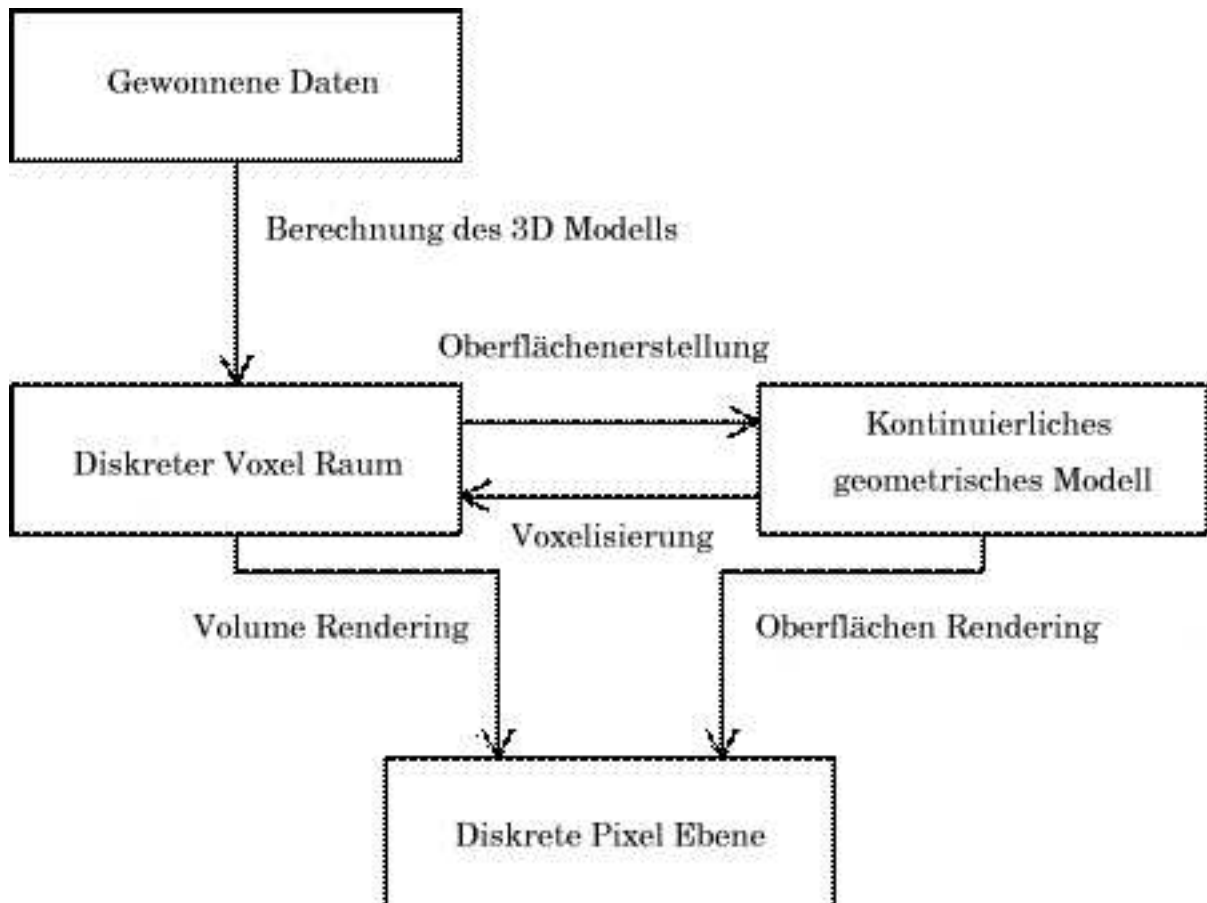 Gewonnene Daten
Berechnung des 3D Modells
Oberflächenerstellung
Diskreter Voxel Raum
Kontinuierliches
geometrisches Modell
Voxelisierung
Volume Rendering
Oberflächen Rendering
Diskrete Pixel Ebene